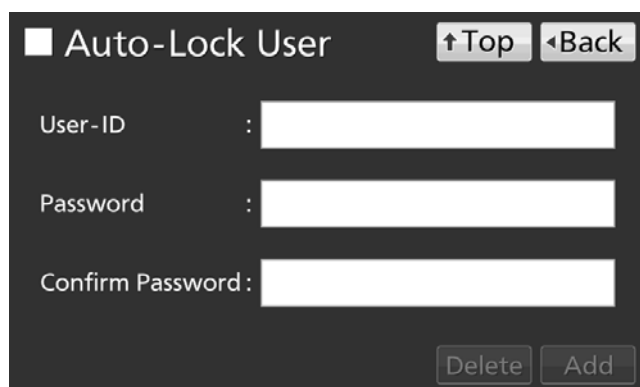 Auto-Lock User ↑Top ◂Back
User-ID :
Password :
Confirm Password :
Delete Add